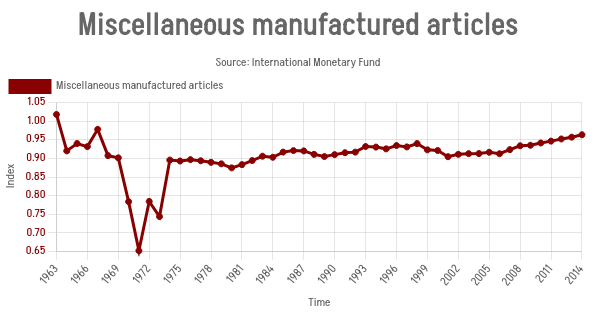 Miscellaneous manufactured articles
Source: International Monetary Fund
Miscellaneous manufactured articles
1.05
1.00
0.95
0.90
0.85
0.80
0.75
0.70
0.65
Index
1963 1966 1969 1972 1975 1978 1981 1984 1987 1990 1993 1996 1999 2002 2005 2008 2011 2014
Time